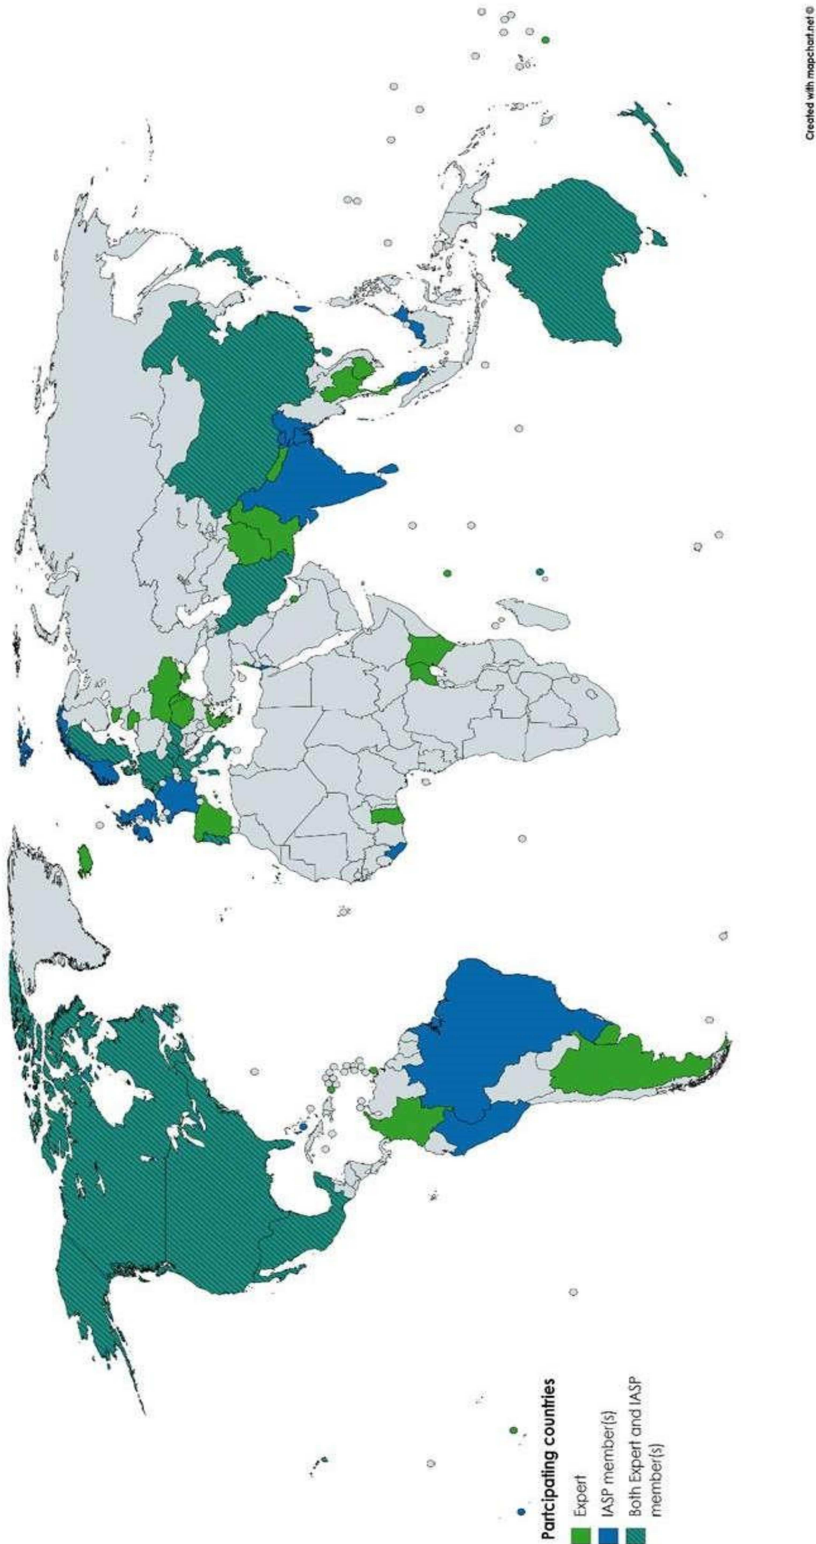 Created with mapchart.net ©
Participating countries
Expert
IASP member(s)
Both Expert and IASP
member(s)